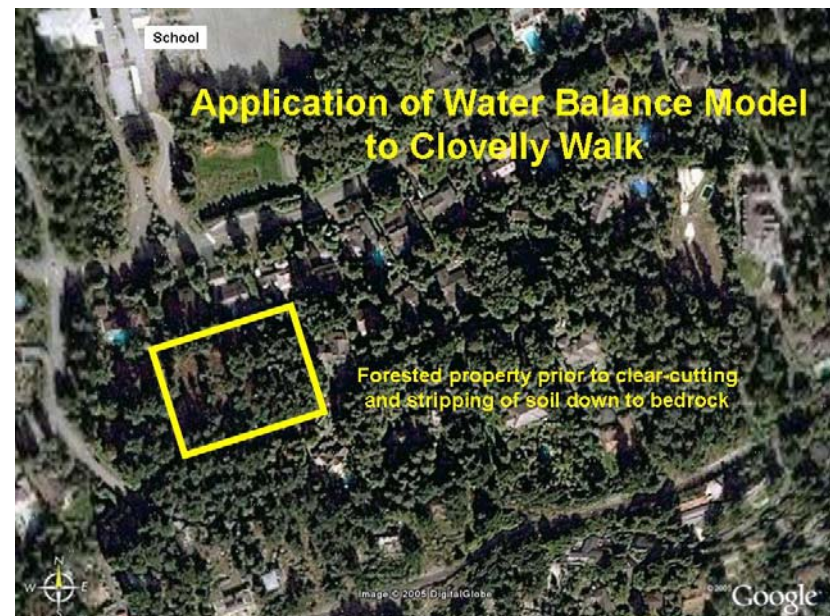 School
Application of Water Balance Model
to Clovelly Walk
Forested property prior to clear-cutting
and stripping of soil down to bedrock
N
W E
S
Image © 2005 DigitalGlobe
© 2005 Google